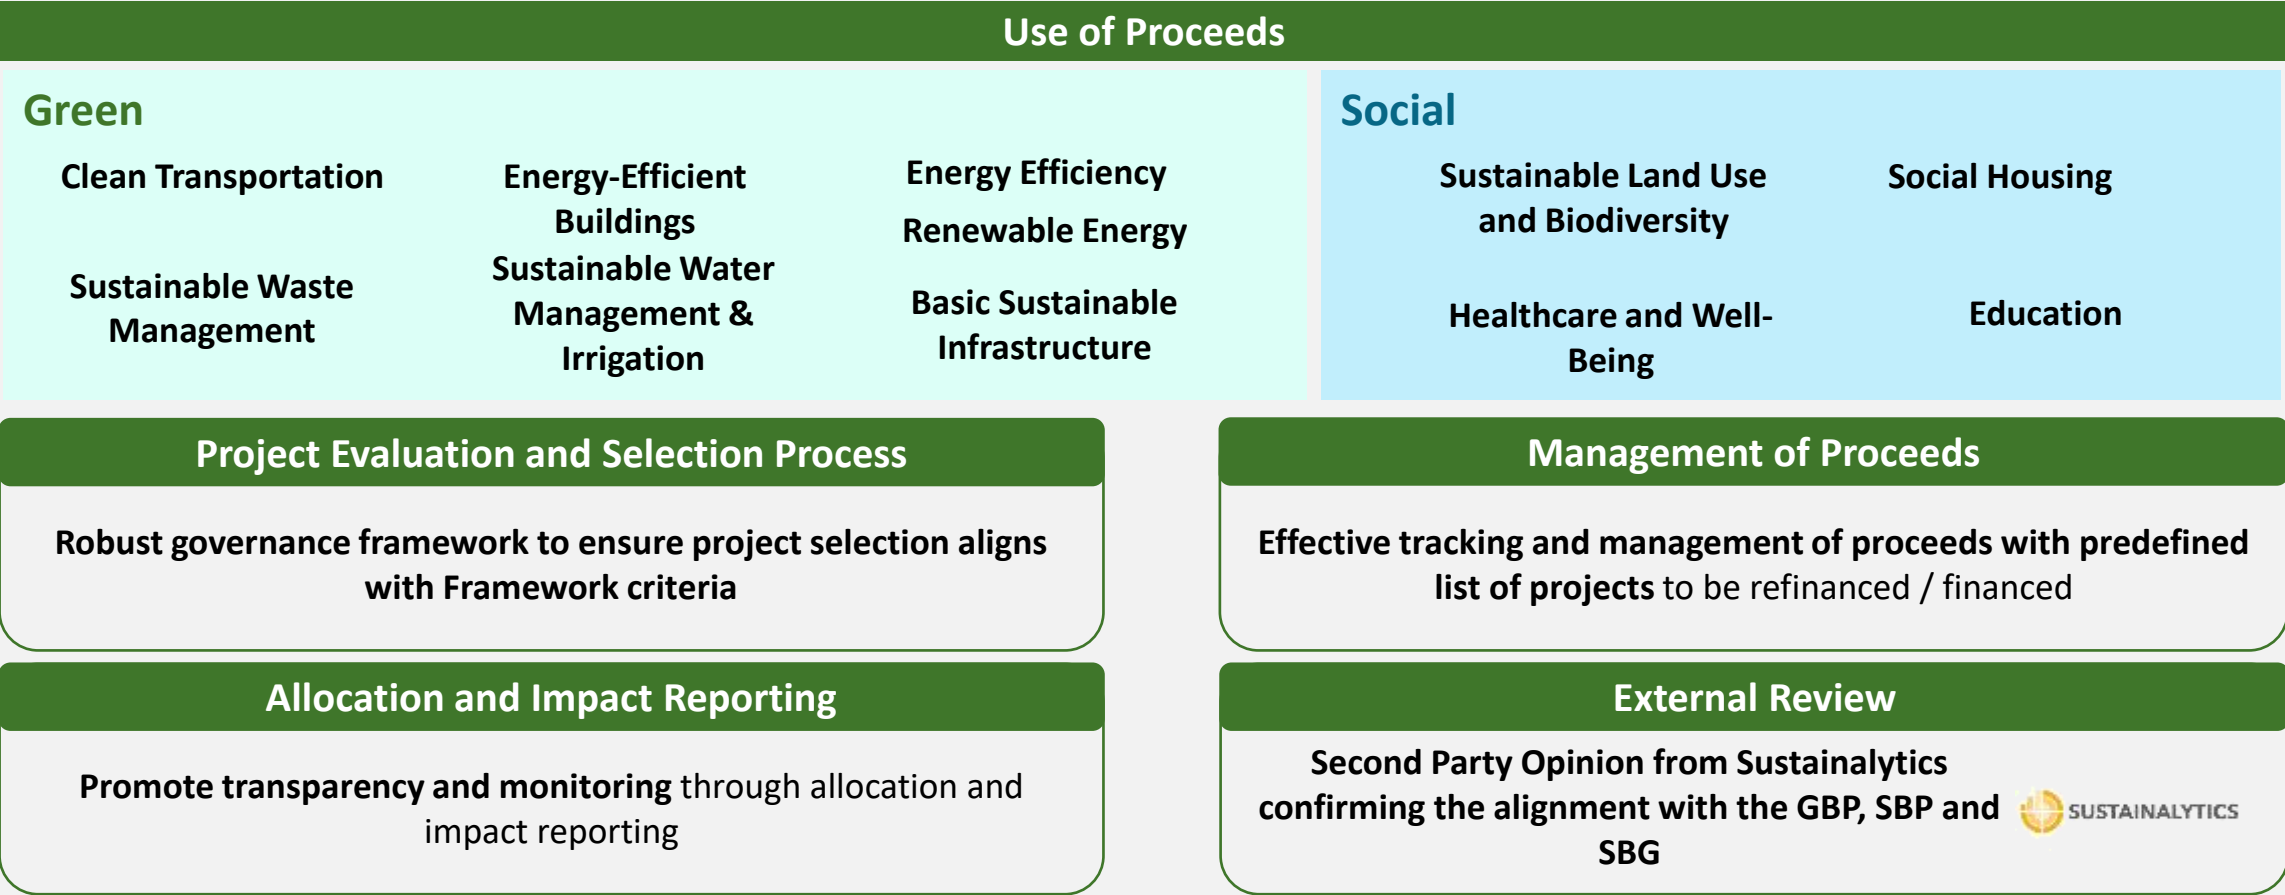 Use of Proceeds
Green
Clean Transportation
Energy-Efficient
Buildings
Energy Efficiency
Renewable Energy
Sustainable Waste
Management
Sustainable Water
Management &
Irrigation
Basic Sustainable
Infrastructure
Social
Sustainable Land Use
and Biodiversity
Social Housing
Healthcare and Well-
Being
Education
Project Evaluation and Selection Process
Robust governance framework to ensure project selection aligns
with Framework criteria
Management of Proceeds
Effective tracking and management of proceeds with predefined
list of projects to be refinanced / financed
Allocation and Impact Reporting
Promote transparency and monitoring through allocation and
impact reporting
External Review
Second Party Opinion from Sustainalytics
confirming the alignment with the GBP, SBP and
SBG
SUSTAINALYTICS